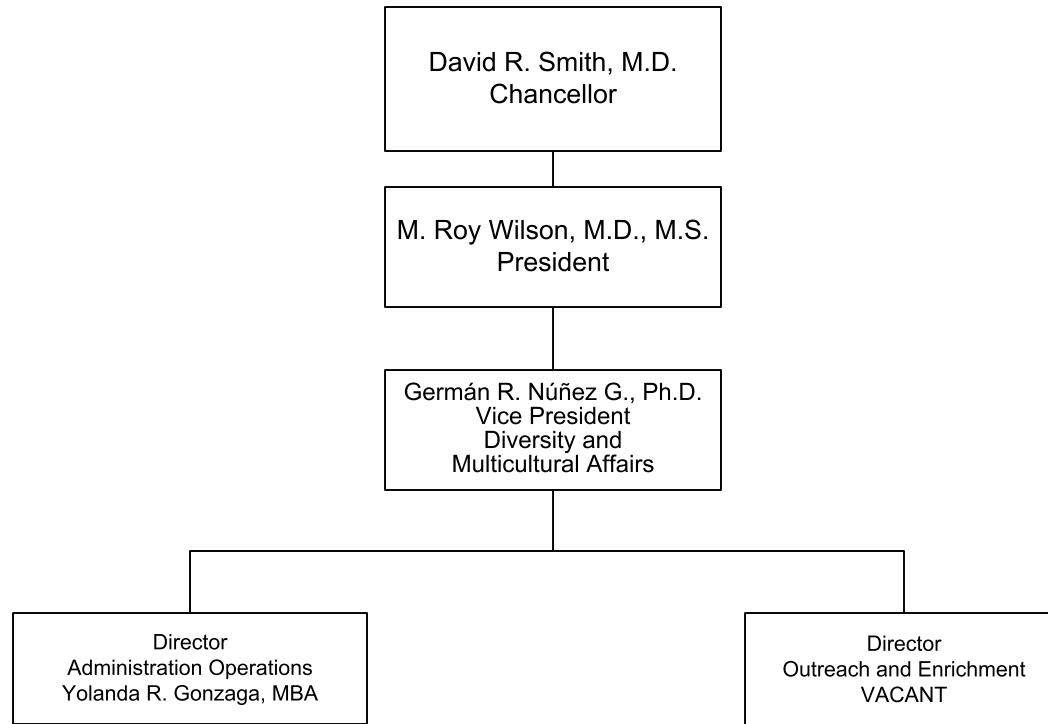 David R. Smith, M.D.
Chancellor
M. Roy Wilson, M.D., M.S.
President
Germán R. Núñez G., Ph.D.
Vice President
Diversity and
Multicultural Affairs
Director
Administration Operations
Yolanda R. Gonzaga, MBA
Director
Outreach and Enrichment
VACANT